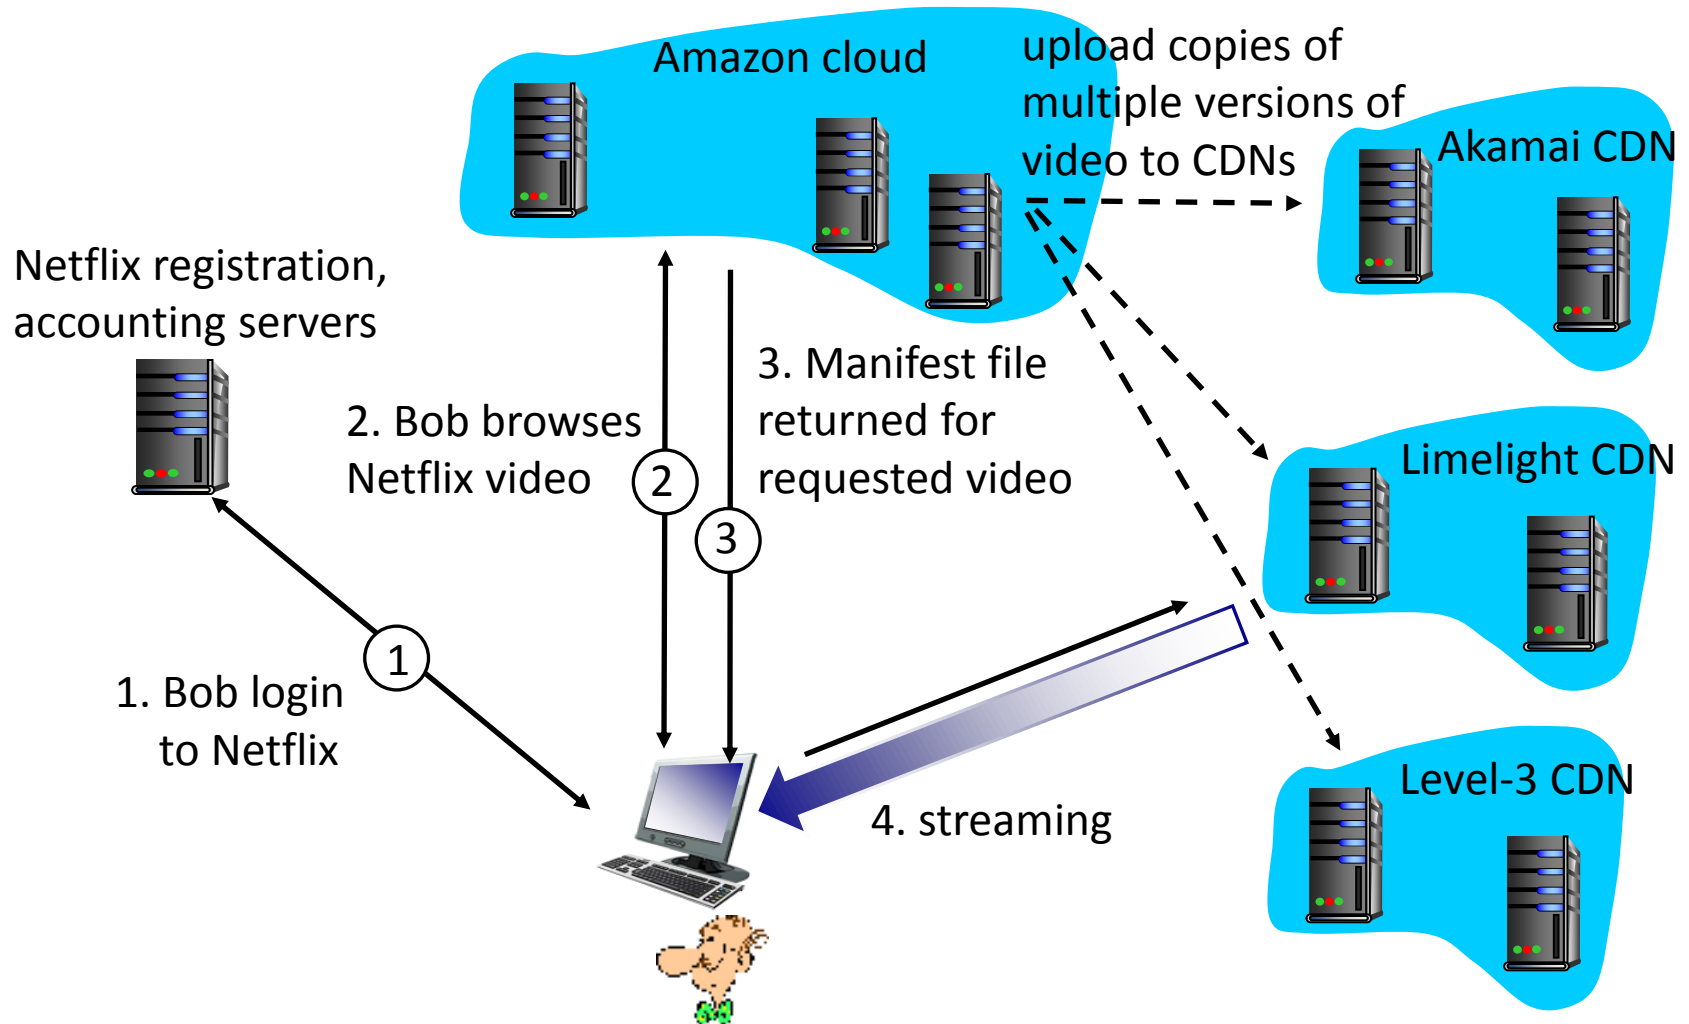 Amazon cloud
upload copies of
multiple versions of
video to CDNs
Akamai CDN
Netflix registration,
accounting servers
2. Bob browses
Netflix video
2
3. Manifest file
returned for
requested video
3
Limelight CDN
1
1. Bob login
to Netflix
4. streaming
Level-3 CDN